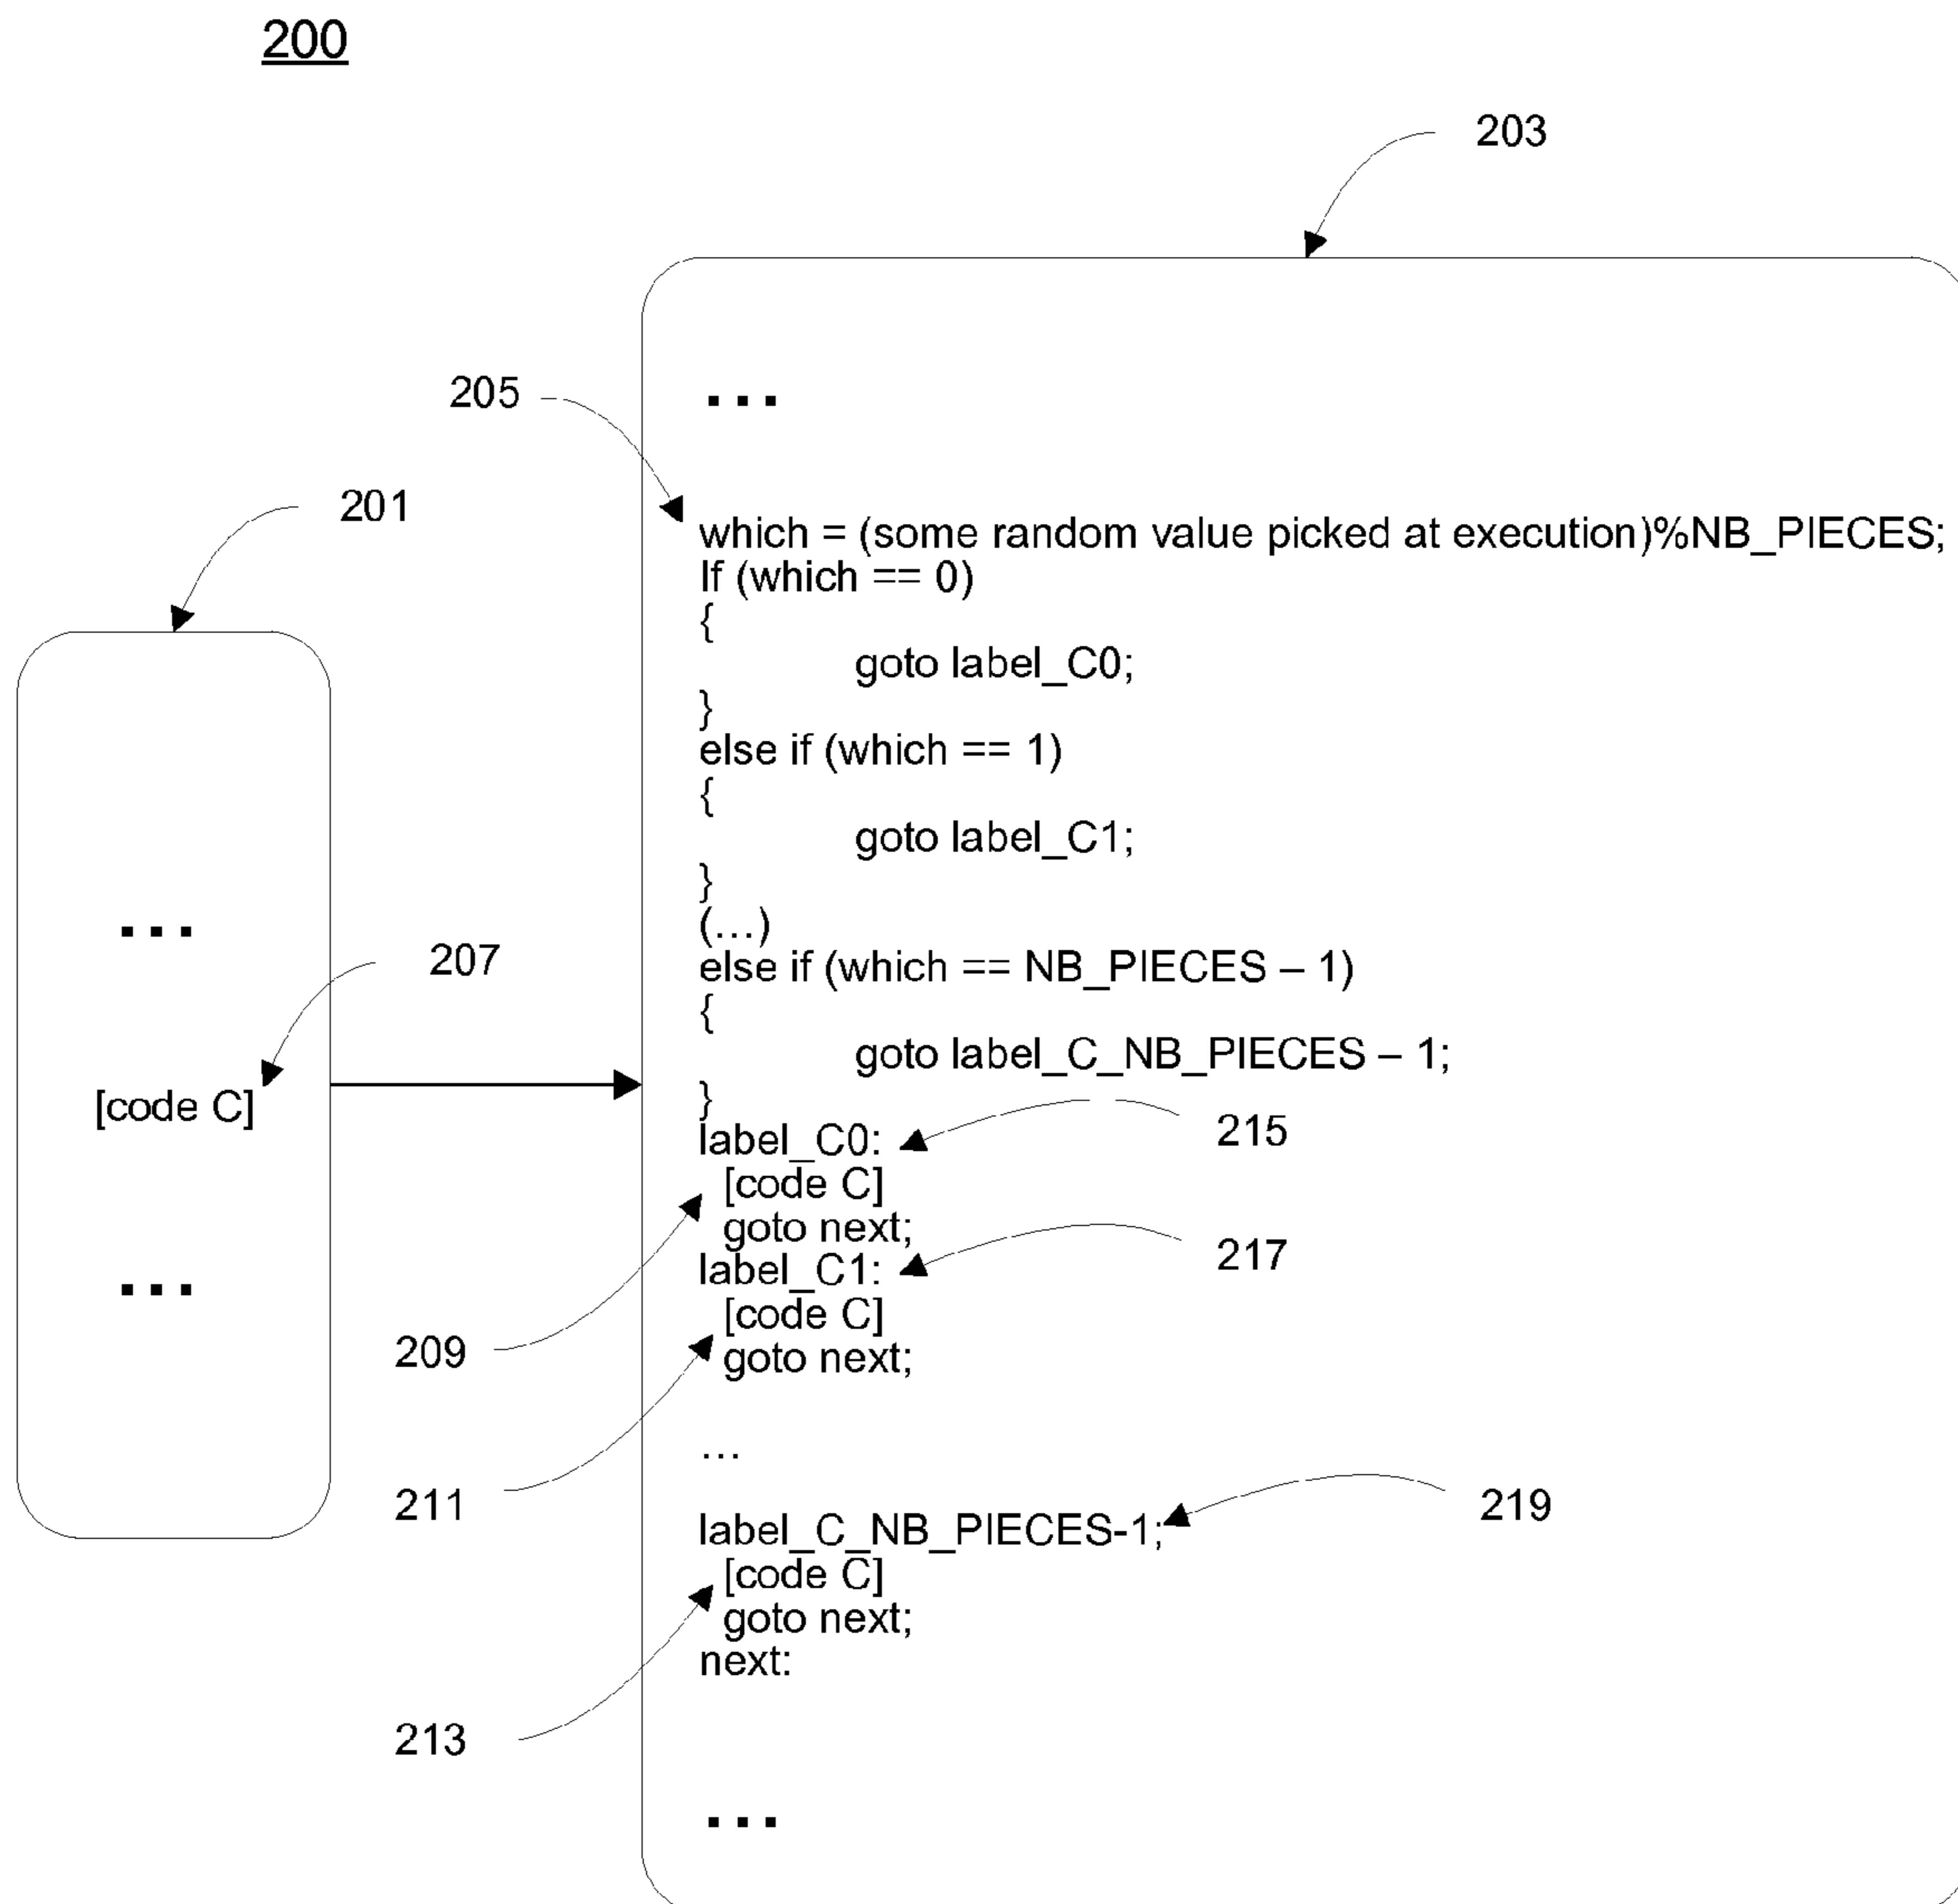 200
203
...
205
201
which = (some random value picked at execution)%NB_PIECES;
If (which == 0)
{
goto label_C0;
}
else if (which == 1)
{
goto label_C1;
}
(...)
else if (which == NB_PIECES – 1)
{
goto label_C_NB_PIECES – 1;
}
...
207
[code C]
...
label_C0:
215
[code C]
goto next;
label_C1:
217
[code C]
209
goto next;
...
211
219
label_C_NB_PIECES-1;
[code C]
goto next;
next:
213
...